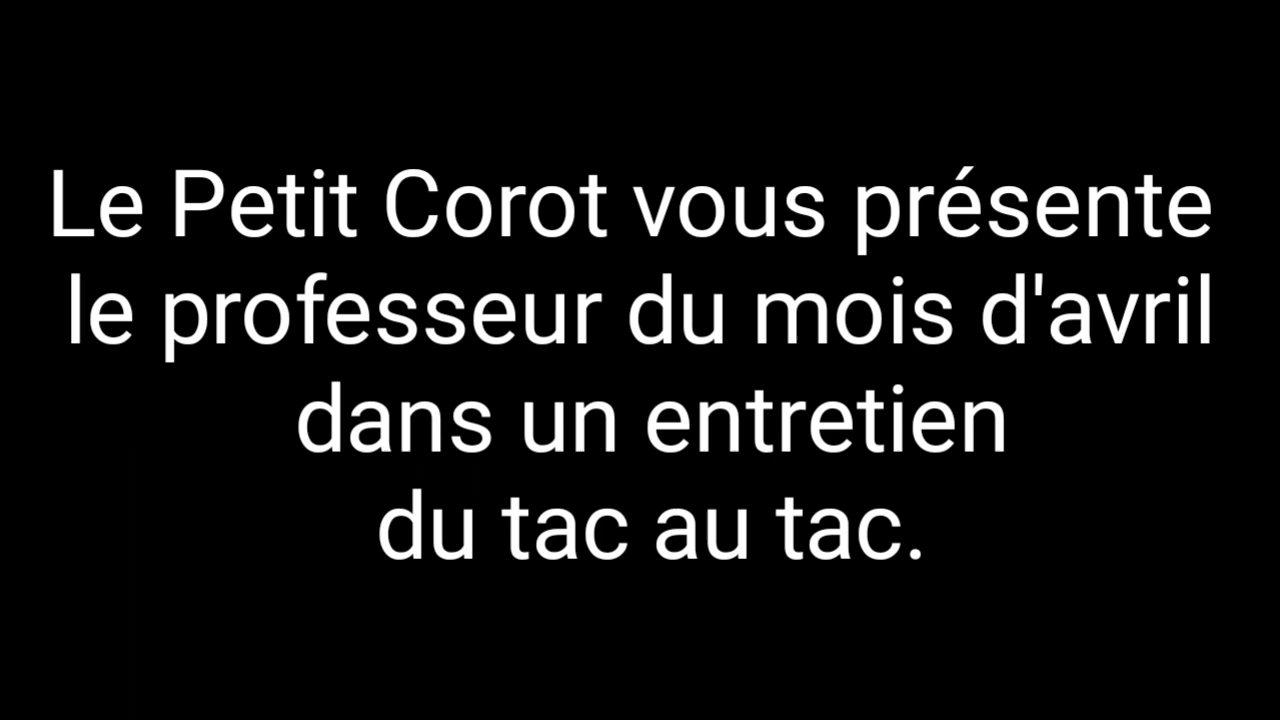 Le Petit Corot vous présente
le professeur du mois d'avril
dans un entretien
du tac au tac.